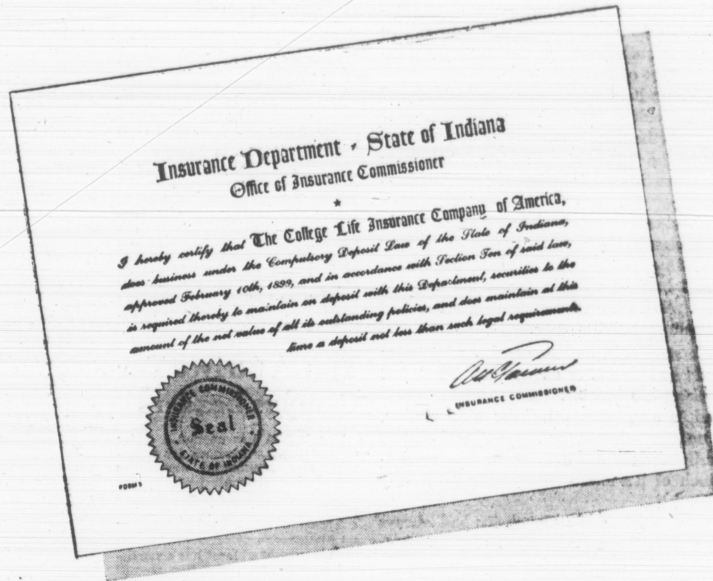 Insurance Department - State of Indiana
Office of Insurance Commissioner
*
I hereby certify that The College Life Insurance Company of America,
does business under the Compulsory Deposit Law of the State of Indiana,
approved February 10th, 1899, and in accordance with Section Ten of said law,
is required thereby to maintain on deposit with this Department, securities to the
amount of the net value of all its outstanding policies, and does maintain at this
time a deposit not less than such legal requirements.
INSURANCE COMMISSIONER
INSURANCE COMMISSIONER
Seal
STATE OF INDIANA